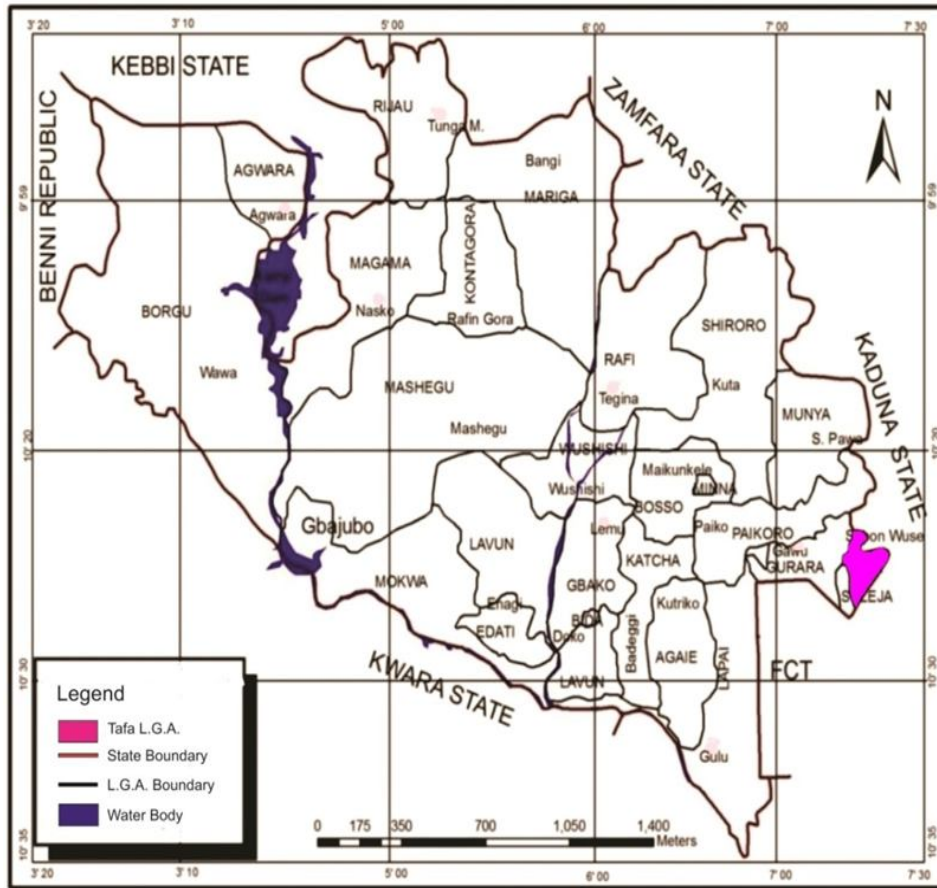 3' 20
3' 10
5' 00
6' 00
7' 00
7' 30
KEBBI STATE
ZAMFARA STATE
N
BENNI REPUBLIC
RIJAU
Tunga M.
Bangi
AGWARA
MARIGA
9' 59
9' 59
Agwara
KONTAGORA
MAGAMA
Nasko
Rafin Gora
BORGU
SHIRORO
KADUNA STATE
RAFI
Wawa
MASHEGU
Kuta
Tegina
MUNYA
Mashegu
S. Pawa
10' 20
10' 20
WUSHISHI
Maikunkele
Wushishi
MINNA
BOSSO
Gbajubo
Lemu
Paiko
PAIKORO
LAVUN
KATCHA
Gawu
GURARA
MOKWA
GBAKO
Enagi
Kutriko
BIDA
EDATI
Doko
Badeggi
AGAIE
LAPAI
FCT
LAVUN
10' 30
10' 30
KWARA STATE
Gulu
Legend
Tafa L.G.A.
State Boundary
L.G.A. Boundary
Water Body
0 175 350 700 1,050 1,400
Meters
10' 35
10' 35
3' 20
3' 10
5' 00
6' 00
7' 00
7' 30